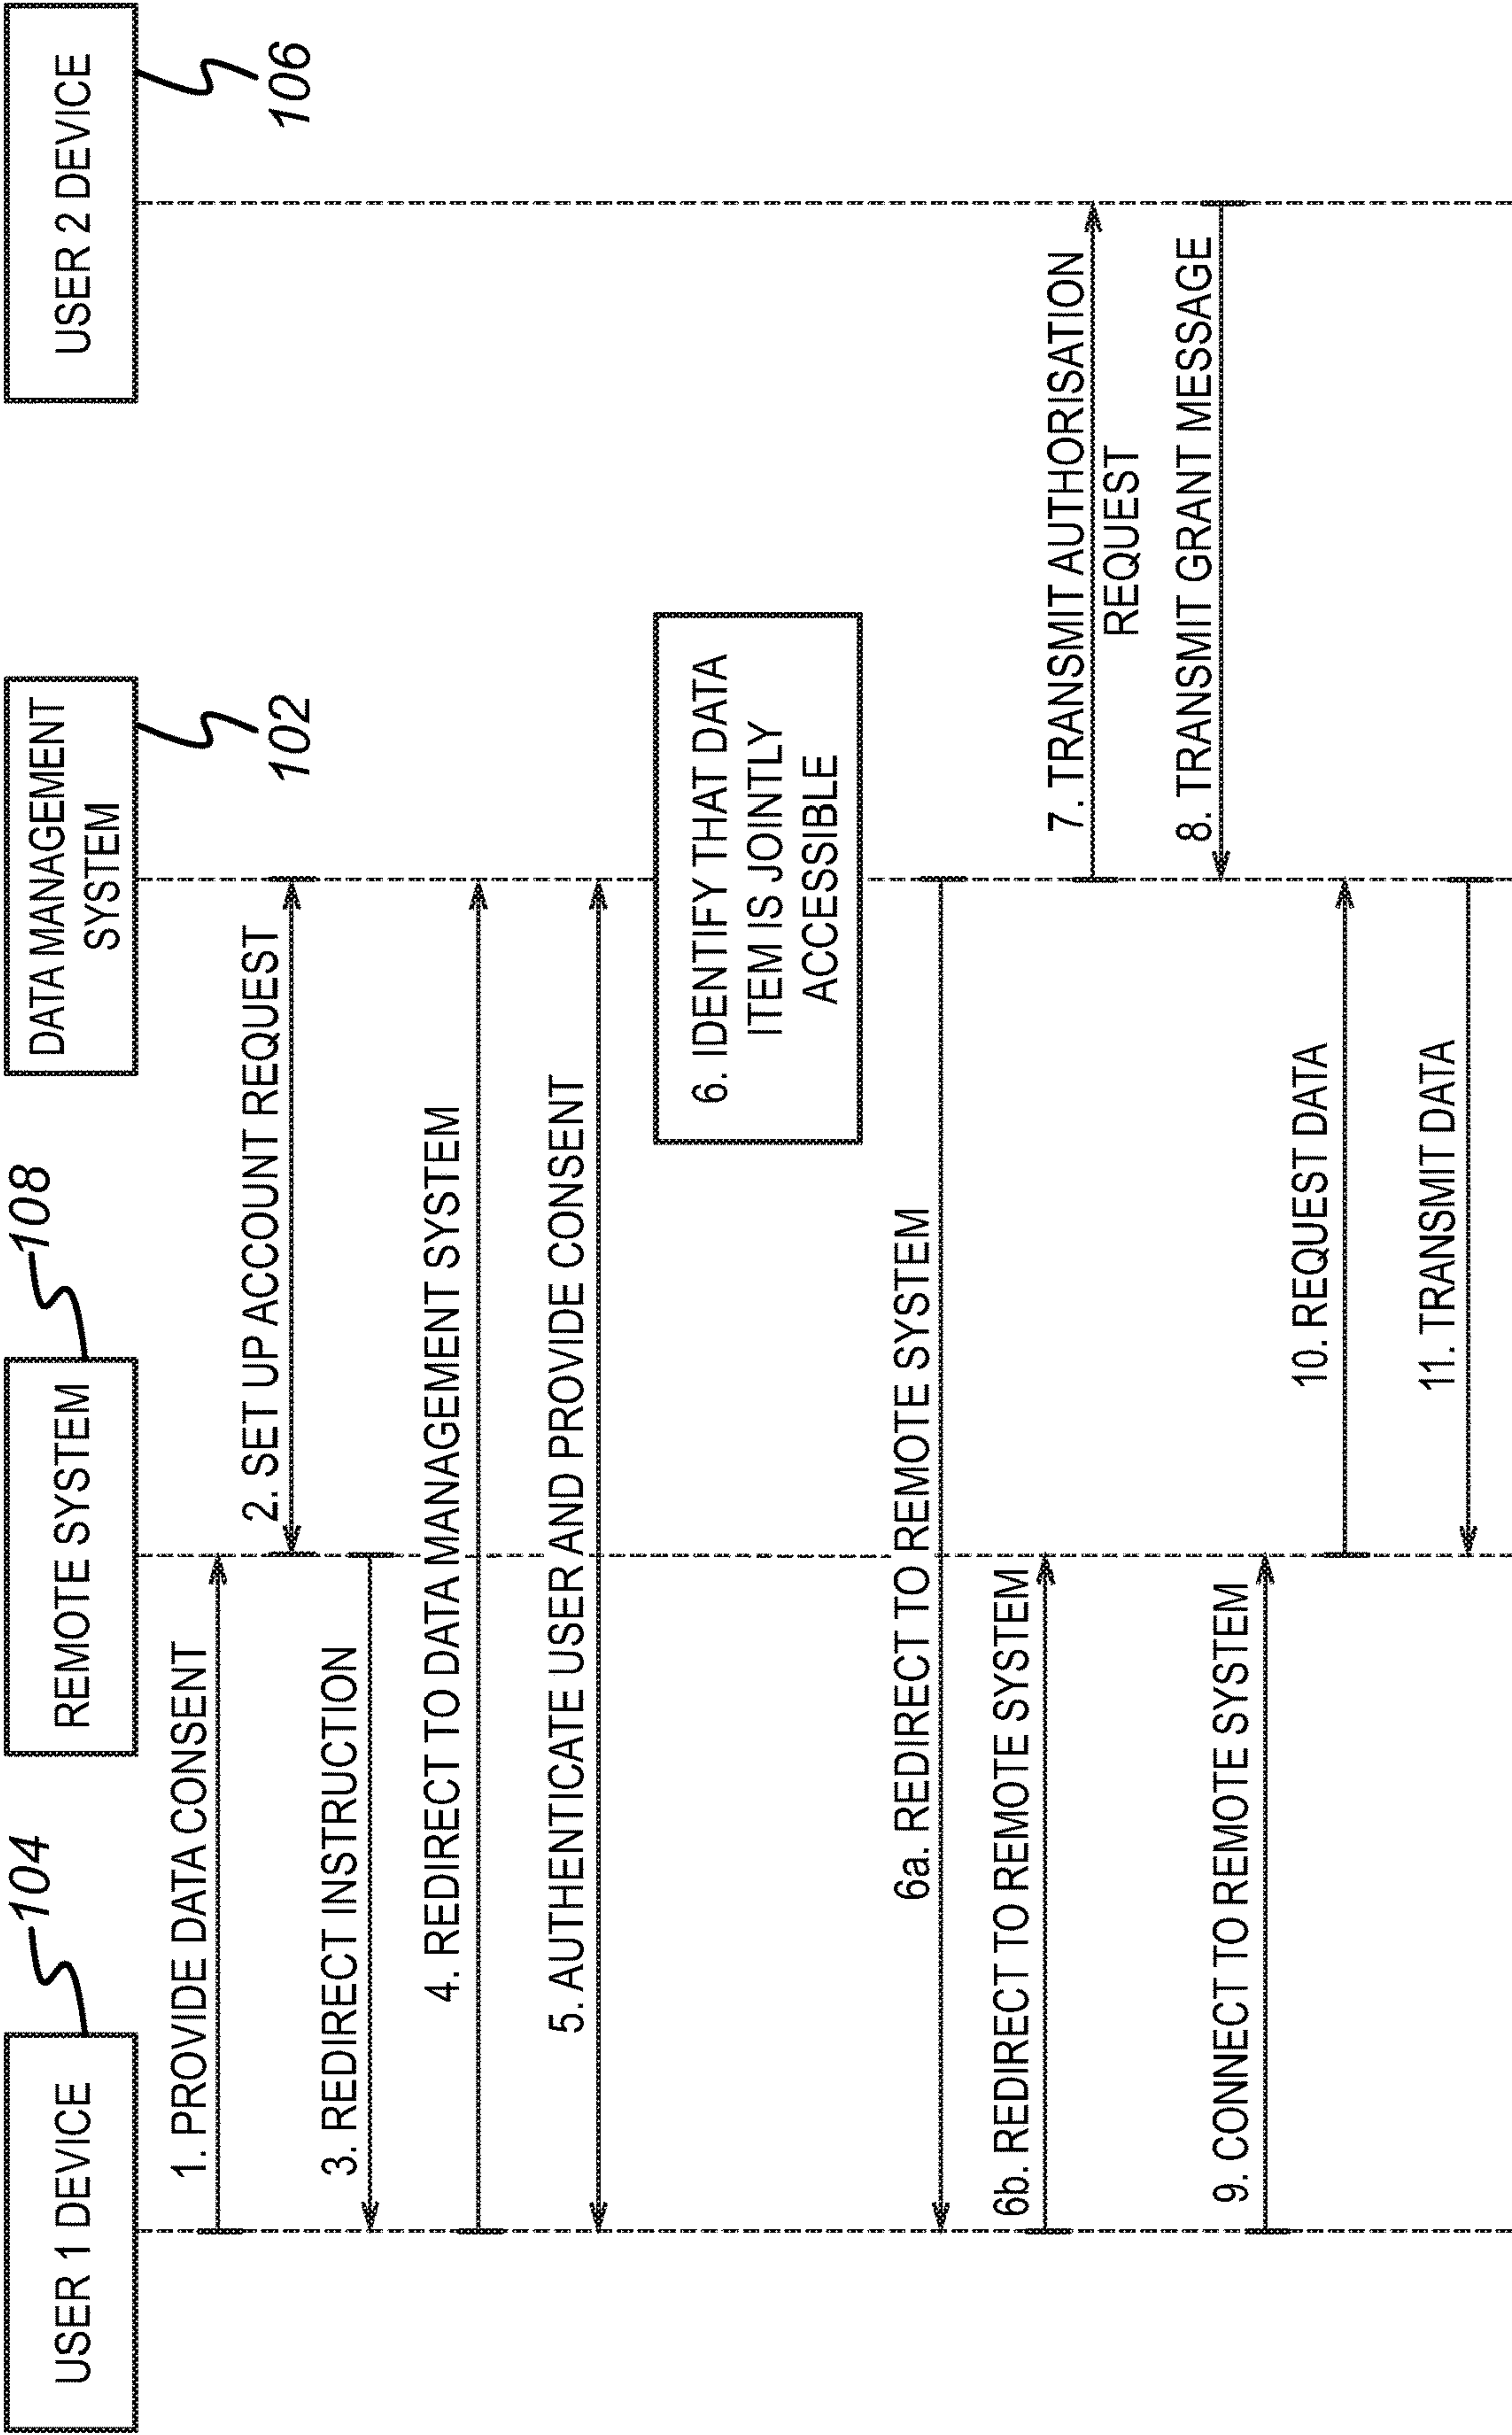 104
108
USER 1 DEVICE
REMOTE SYSTEM
DATA MANAGEMENT
SYSTEM
USER 2 DEVICE
102
106
1. PROVIDE DATA CONSENT
2. SET UP ACCOUNT REQUEST
3. REDIRECT INSTRUCTION
4. REDIRECT TO DATA MANAGEMENT SYSTEM
5. AUTHENTICATE USER AND PROVIDE CONSENT
6. IDENTIFY THAT DATA
ITEM IS JOINTLY
ACCESSIBLE
6a. REDIRECT TO REMOTE SYSTEM
6b. REDIRECT TO REMOTE SYSTEM
7. TRANSMIT AUTHORISATION
REQUEST
8. TRANSMIT GRANT MESSAGE
9. CONNECT TO REMOTE SYSTEM
10. REQUEST DATA
11. TRANSMIT DATA